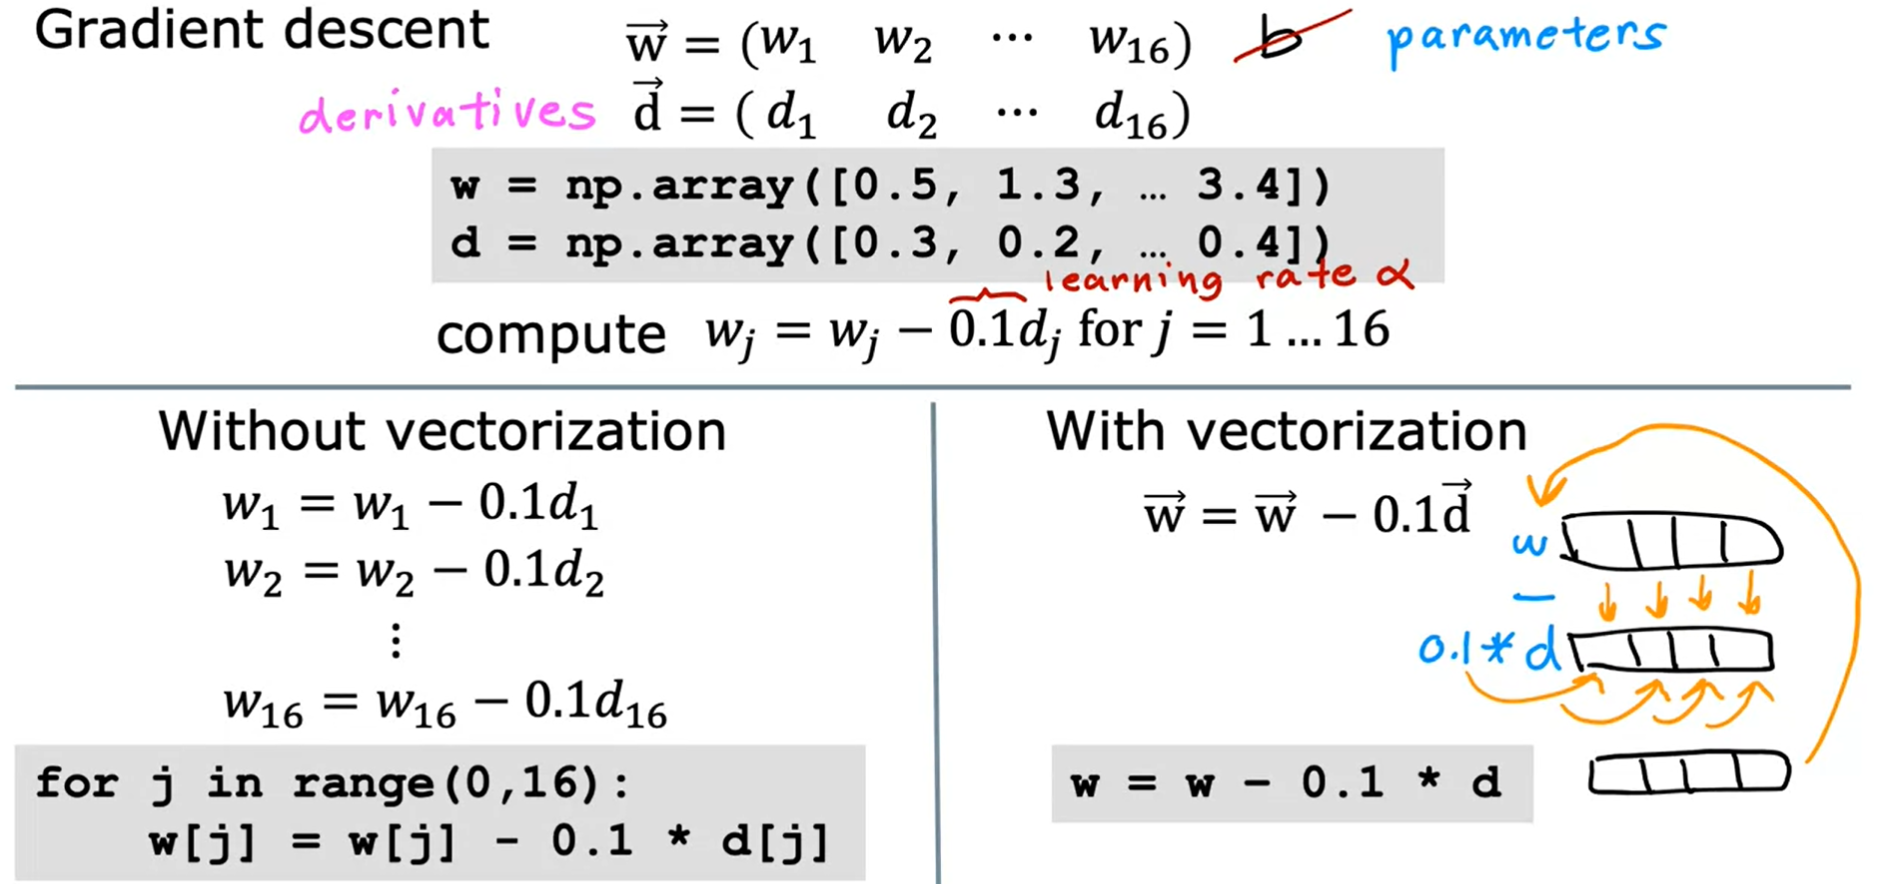 Gradient descent w⃗ = (w₁ w₂ ⋯ w₁₆) b parameters
derivatives d⃗ = ( d₁ d₂ ⋯ d₁₆)
w = np.array([0.5, 1.3, … 3.4])
d = np.array([0.3, 0.2, … 0.4])
learning rate α
compute wⱼ = wⱼ − 0.1dⱼ for j = 1 … 16
Without vectorization
w₁ = w₁ − 0.1d₁
w₂ = w₂ − 0.1d₂
⋮
w₁₆ = w₁₆ − 0.1d₁₆
for j in range(0,16):
w[j] = w[j] - 0.1 * d[j]
With vectorization
w⃗ = w⃗ − 0.1d⃗
w
−
0.1 * d
w = w - 0.1 * d